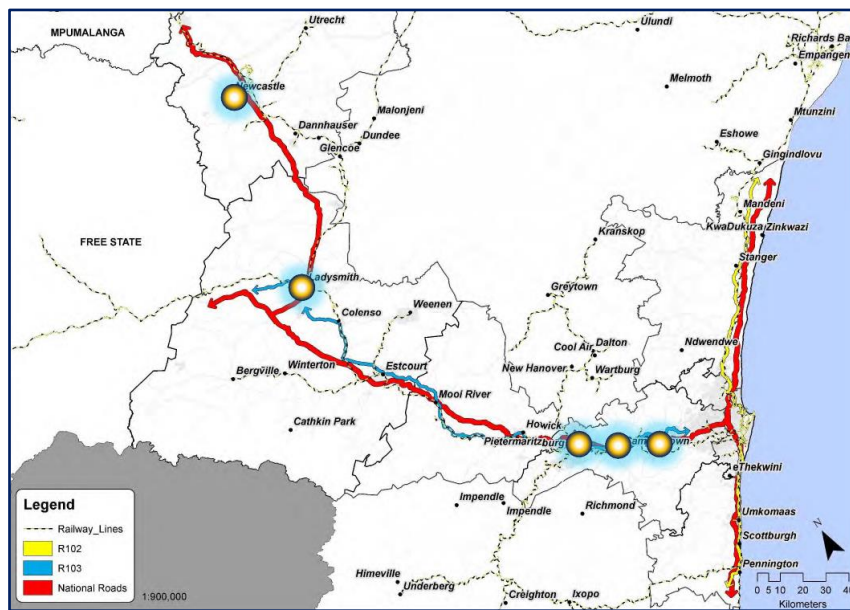 MPUMALANGA
Utrecht
Ulundi
Richards Ba
Empangen
Newcastle
Melmoth
Malonjeni
Mtunzini
Dannhauser
Dundee
Eshowe
Glencoe
Gingindlovu
Mandeni
FREE STATE
Kranskop
KwaDukuza
Zinkwazi
Stanger
Ladysmith
Greytown
Weenen
Colenso
Cool Air
Dalton
Ndwendwe
Winterton
Estcourt
New Hanover
Wartburg
Bergville
Mooi River
Cathkin Park
Howick
Pietermaritzburg
eThekwini
Legend
Railway_Lines
R102
R103
National Roads
Impendle
Impendle
Richmond
Umkomaas
Scottburgh
Pennington
N
1:900,000
Himeville
Underberg
Creighton
Ixopo
0 5 10 20 30 40
Kilometers